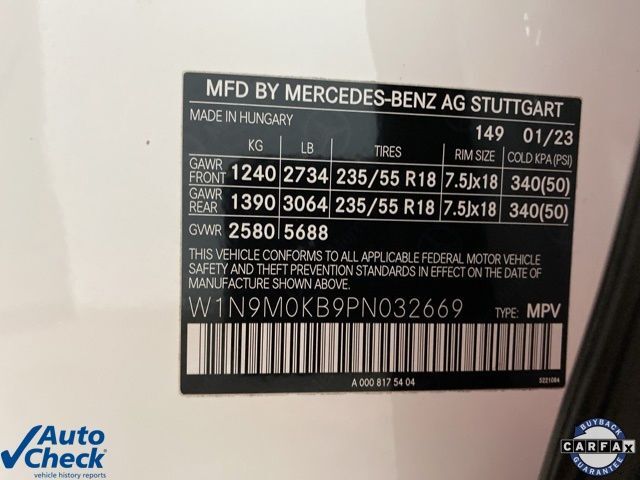 MFD BY MERCEDES-BENZ AG STUTTGART
MADE IN HUNGARY
149 01/23
KG LB TIRES RIM SIZE COLD KPA (PSI)
GAWR FRONT 1240 2734 235/55 R18 7.5Jx18 340(50)
GAWR REAR 1390 3064 235/55 R18 7.5Jx18 340(50)
GVWR 2580 5688
THIS VEHICLE CONFORMS TO ALL APPLICABLE FEDERAL MOTOR VEHICLE
SAFETY AND THEFT PREVENTION STANDARDS IN EFFECT ON THE DATE OF
MANUFACTURE SHOWN ABOVE.
W1N9M0KB9PN032669 TYPE: MPV
A 000 817 54 04 5221084
Auto
Check
vehicle history reports
BUYBACK
CARFAX
GUARANTEE